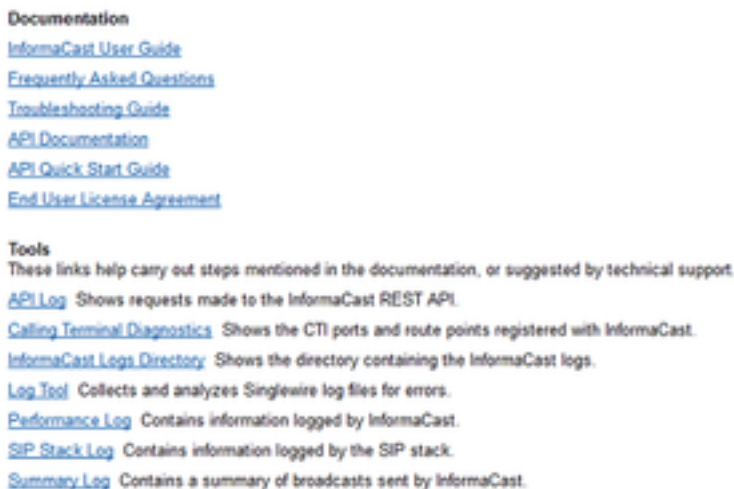 Documentation
InformaCast User Guide
Frequently Asked Questions
Troubleshooting Guide
API Documentation
API Quick Start Guide
End User License Agreement
Tools
These links help carry out steps mentioned in the documentation, or suggested by technical support
API Log Shows requests made to the InformaCast REST API.
Calling Terminal Diagnostics Shows the CTI ports and route points registered with InformaCast.
InformaCast Logs Directory Shows the directory containing the InformaCast logs.
Log Tool Collects and analyzes Singlewire log files for errors.
Performance Log Contains information logged by InformaCast.
SIP Stack Log Contains information logged by the SIP stack.
Summary Log Contains a summary of broadcasts sent by InformaCast.